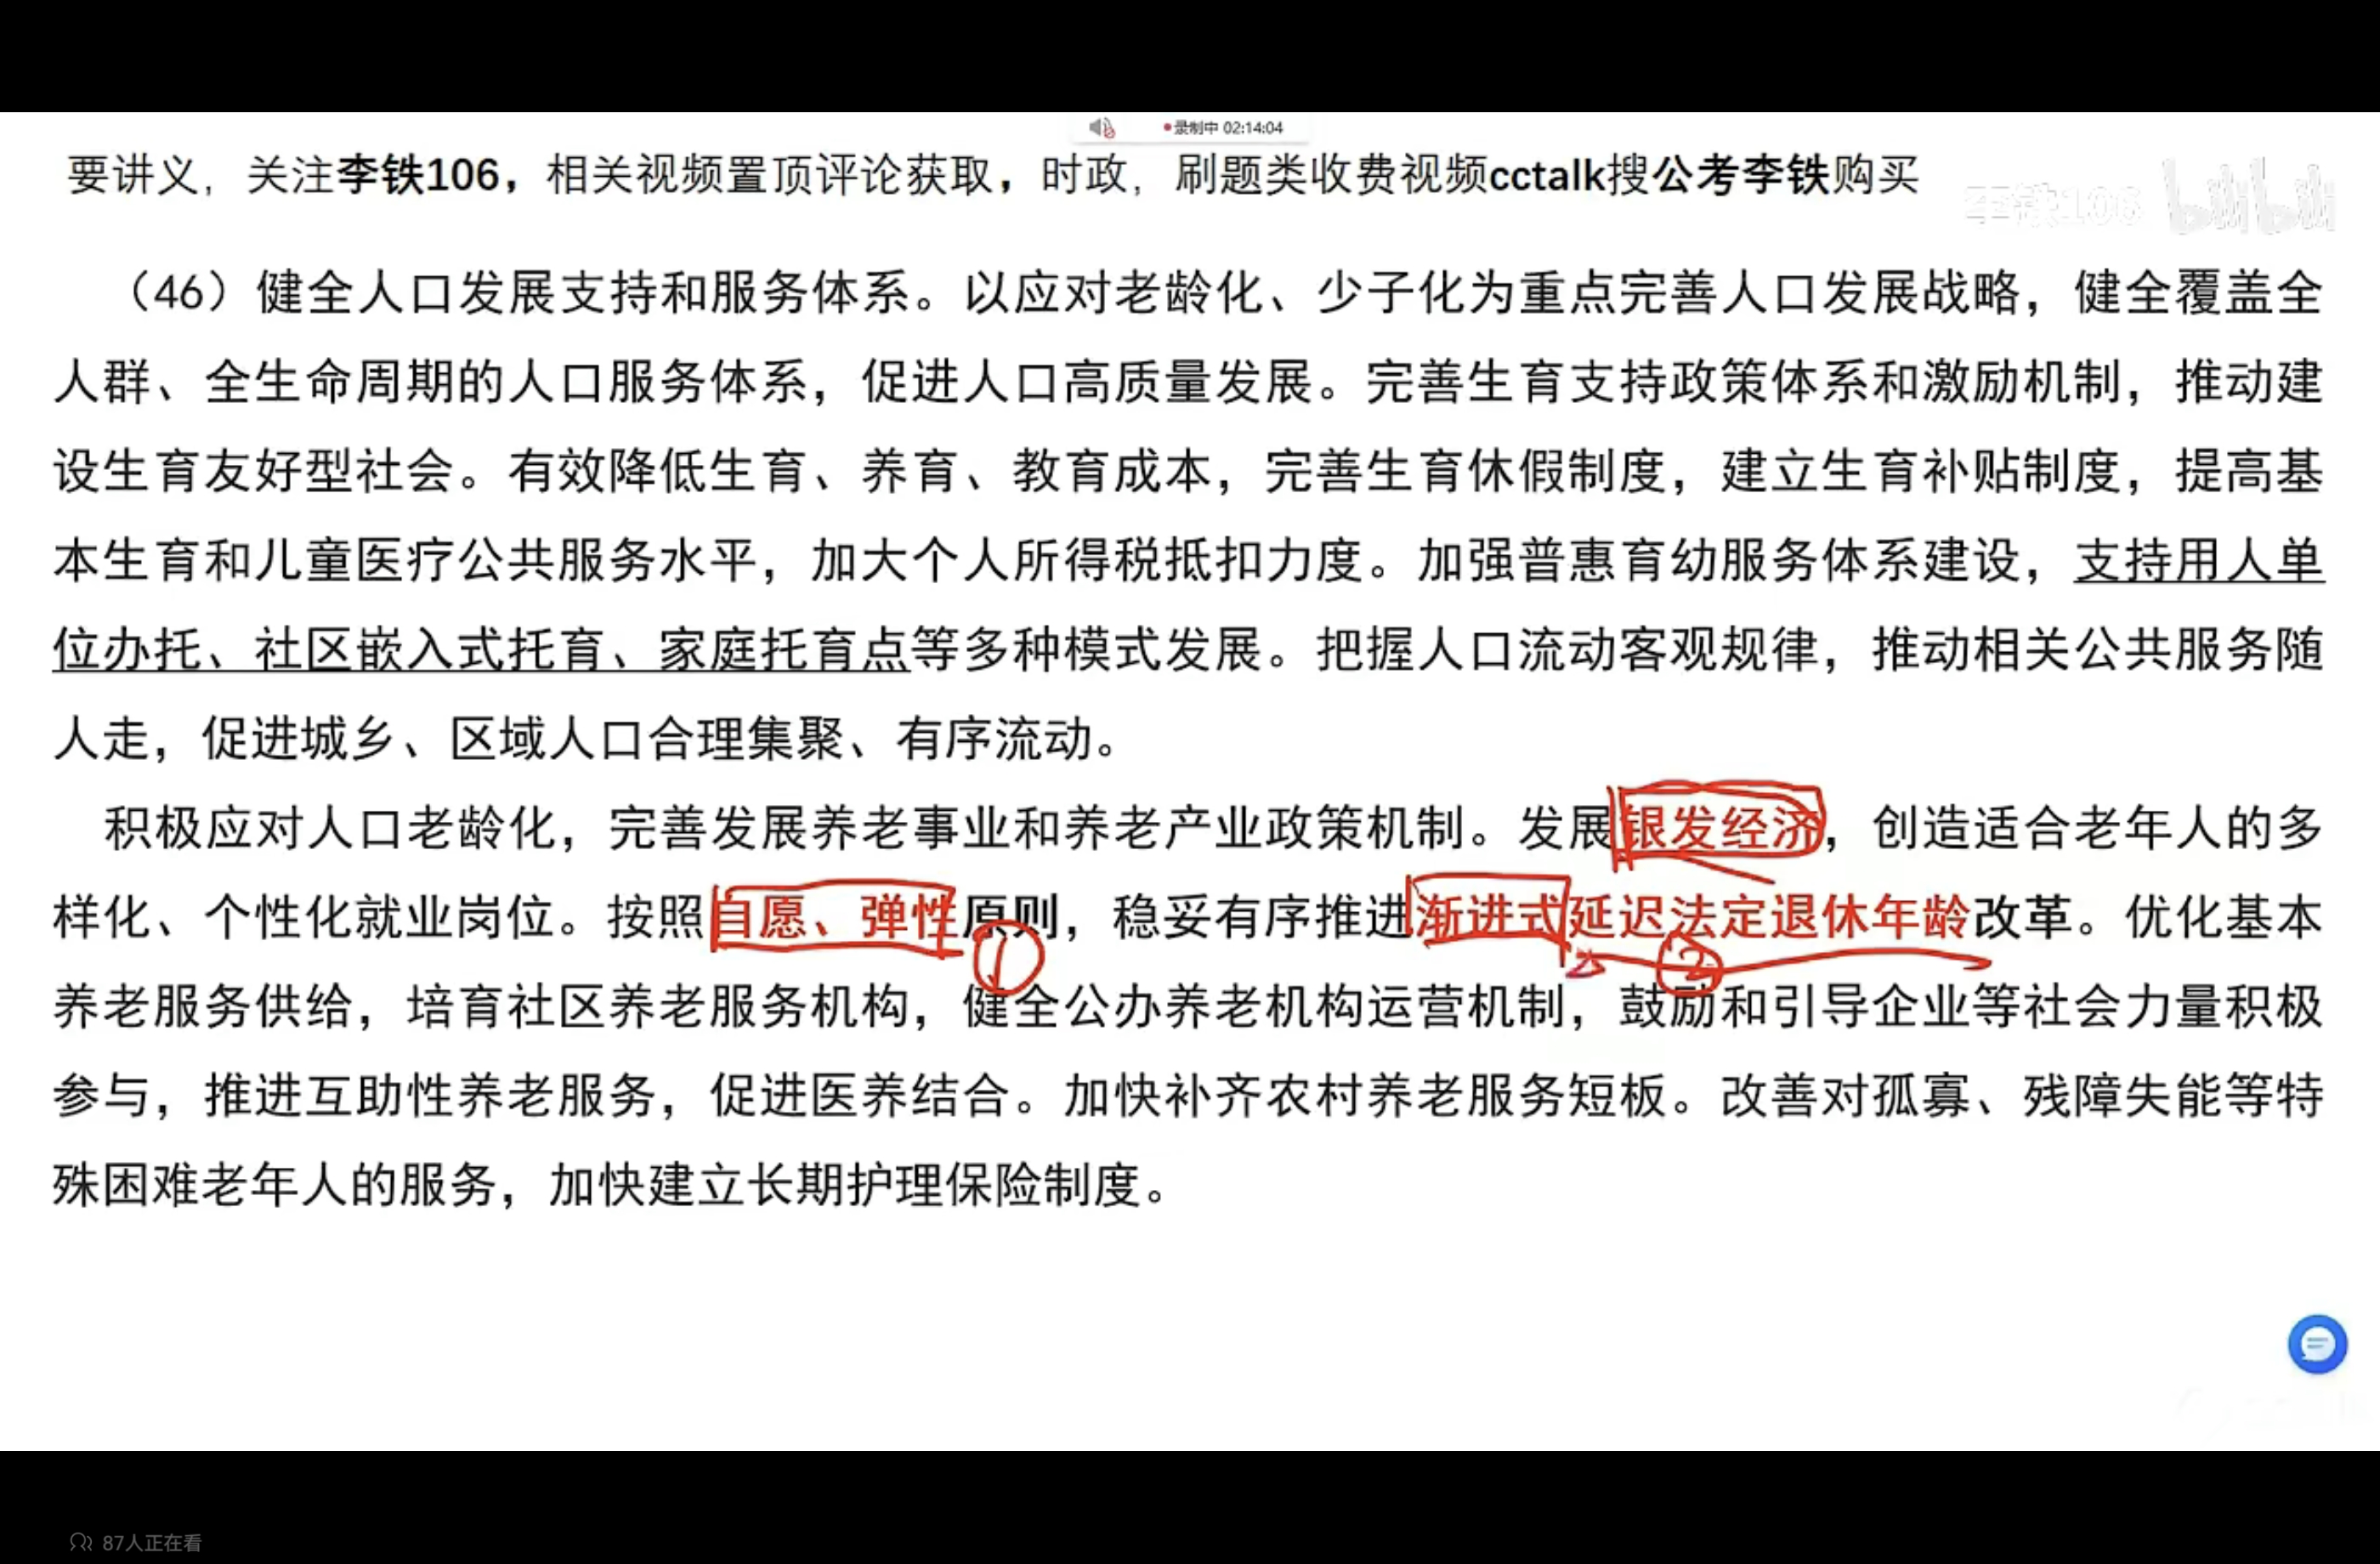 录制中 02:14:04
要讲义，关注李铁106，相关视频置顶评论获取，时政，刷题类收费视频cctalk搜公考李铁购买
李铁106 bilibili
（46）健全人口发展支持和服务体系。以应对老龄化、少子化为重点完善人口发展战略，健全覆盖全
人群、全生命周期的人口服务体系，促进人口高质量发展。完善生育支持政策体系和激励机制，推动建
设生育友好型社会。有效降低生育、养育、教育成本，完善生育休假制度，建立生育补贴制度，提高基
本生育和儿童医疗公共服务水平，加大个人所得税抵扣力度。加强普惠育幼服务体系建设，支持用人单
位办托、社区嵌入式托育、家庭托育点等多种模式发展。把握人口流动客观规律，推动相关公共服务随
人走，促进城乡、区域人口合理集聚、有序流动。
积极应对人口老龄化，完善发展养老事业和养老产业政策机制。发展银发经济，创造适合老年人的多
样化、个性化就业岗位。按照自愿、弹性原则，稳妥有序推进渐进式延迟法定退休年龄改革。优化基本
① ②
养老服务供给，培育社区养老服务机构，健全公办养老机构运营机制，鼓励和引导企业等社会力量积极
参与，推进互助性养老服务，促进医养结合。加快补齐农村养老服务短板。改善对孤寡、残障失能等特
殊困难老年人的服务，加快建立长期护理保险制度。
87人正在看